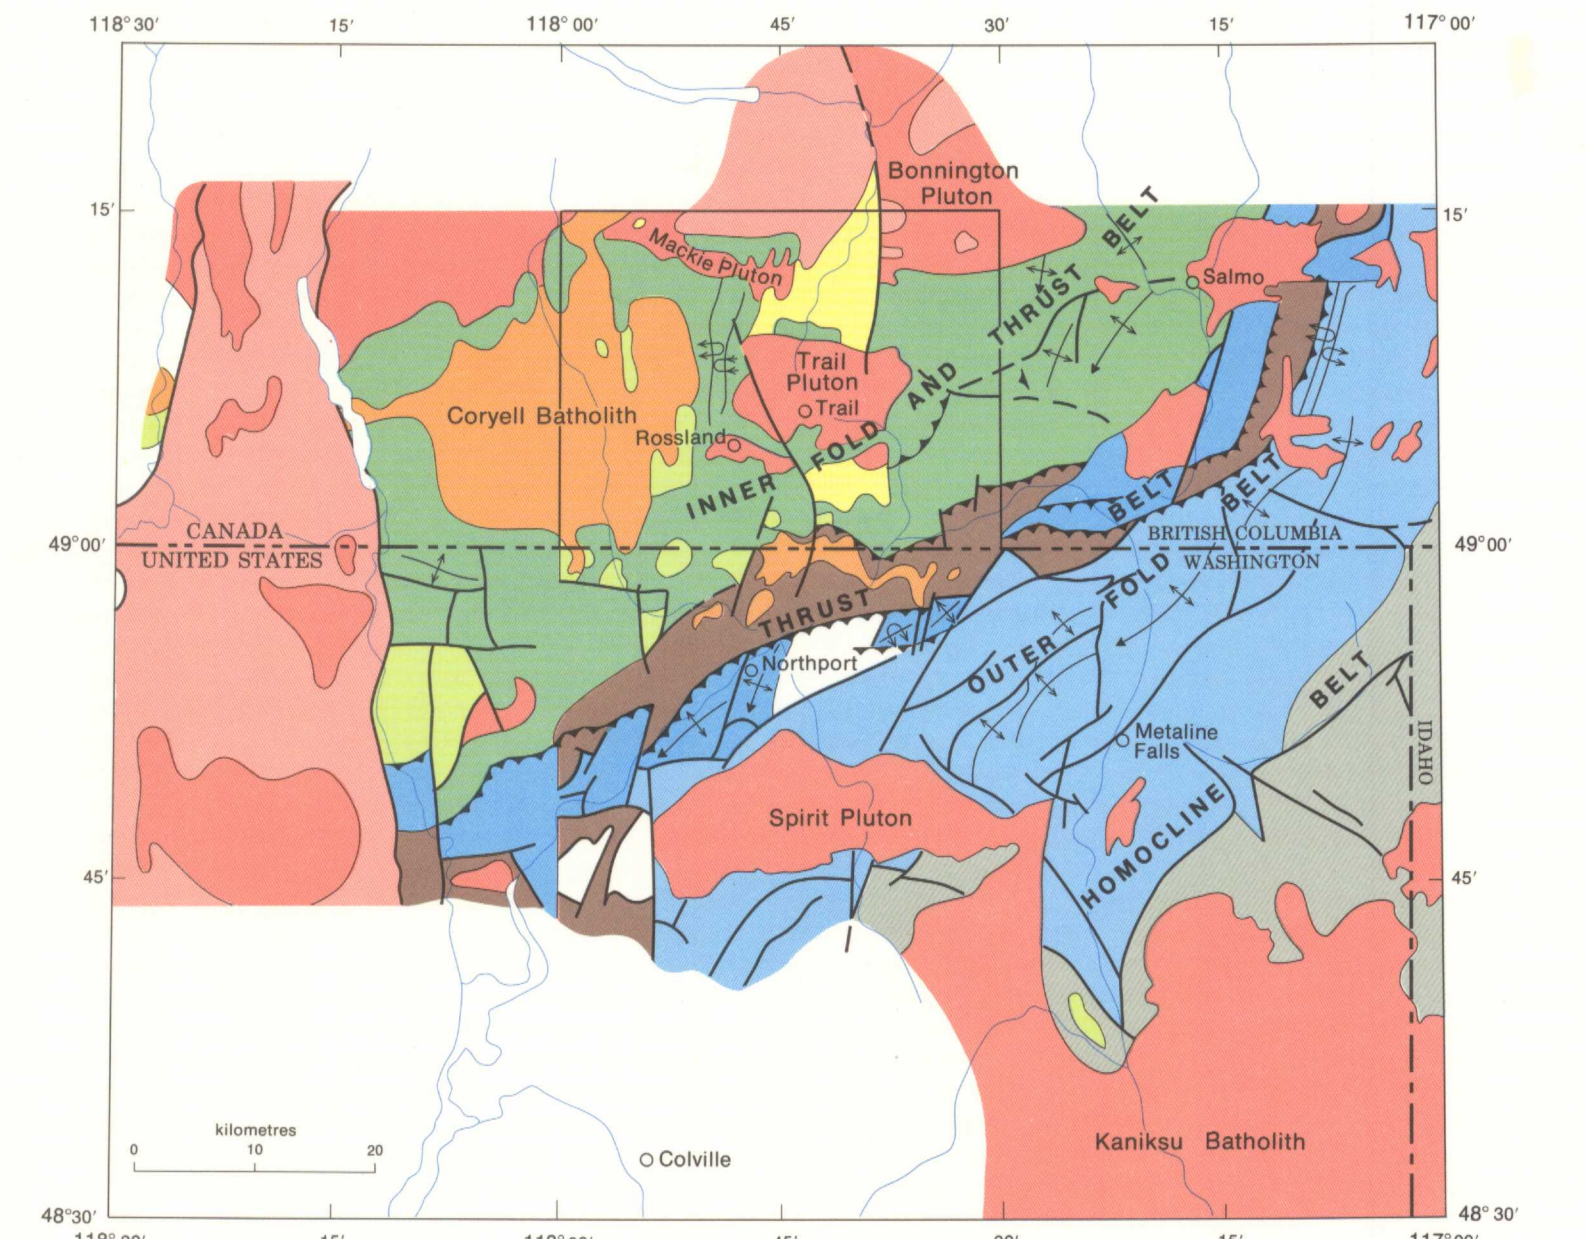 118° 30′ 15′ 118° 00′ 45′ 30′ 15′ 117° 00′
15′ 15′
Bonnington
Pluton
Mackie Pluton
Salmo
Trail
Pluton
Trail
Coryell Batholith
Rossland
INNER FOLD AND THRUST BELT
CANADA
UNITED STATES
BRITISH COLUMBIA
WASHINGTON
49°00′ 49°00′
THRUST BELT BELT
Northport
OUTER FOLD
BELT
IDAHO
Metaline
Falls
Spirit Pluton
HOMOCLINE
45′ 45′
kilometres
0 10 20
Colville
Kaniksu Batholith
48°30′ 48° 30′